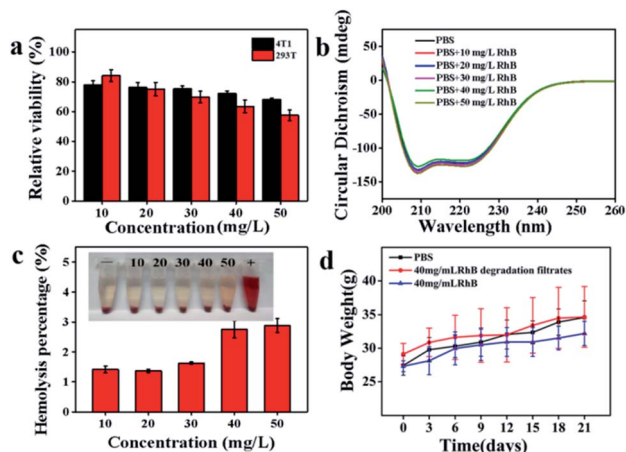 a
Relative viability (%)
100
80
60
40
20
0
4T1
293T
10 20 30 40 50
Concentration (mg/L)
b
Circular Dichroism (mdeg)
50
0
-50
-100
-150
PBS
PBS+10 mg/L RhB
PBS+20 mg/L RhB
PBS+30 mg/L RhB
PBS+40 mg/L RhB
PBS+50 mg/L RhB
200 210 220 230 240 250 260
Wavelength (nm)
c
Hemolysis percentage (%)
5
4
3
2
1
0
— 10 20 30 40 50 +
10 20 30 40 50
Concentration (mg/L)
d
Body Weight(g)
40
35
30
25
PBS
40mg/mLRhB degradation filtrates
40mg/mLRhB
0 3 6 9 12 15 18 21
Time(days)